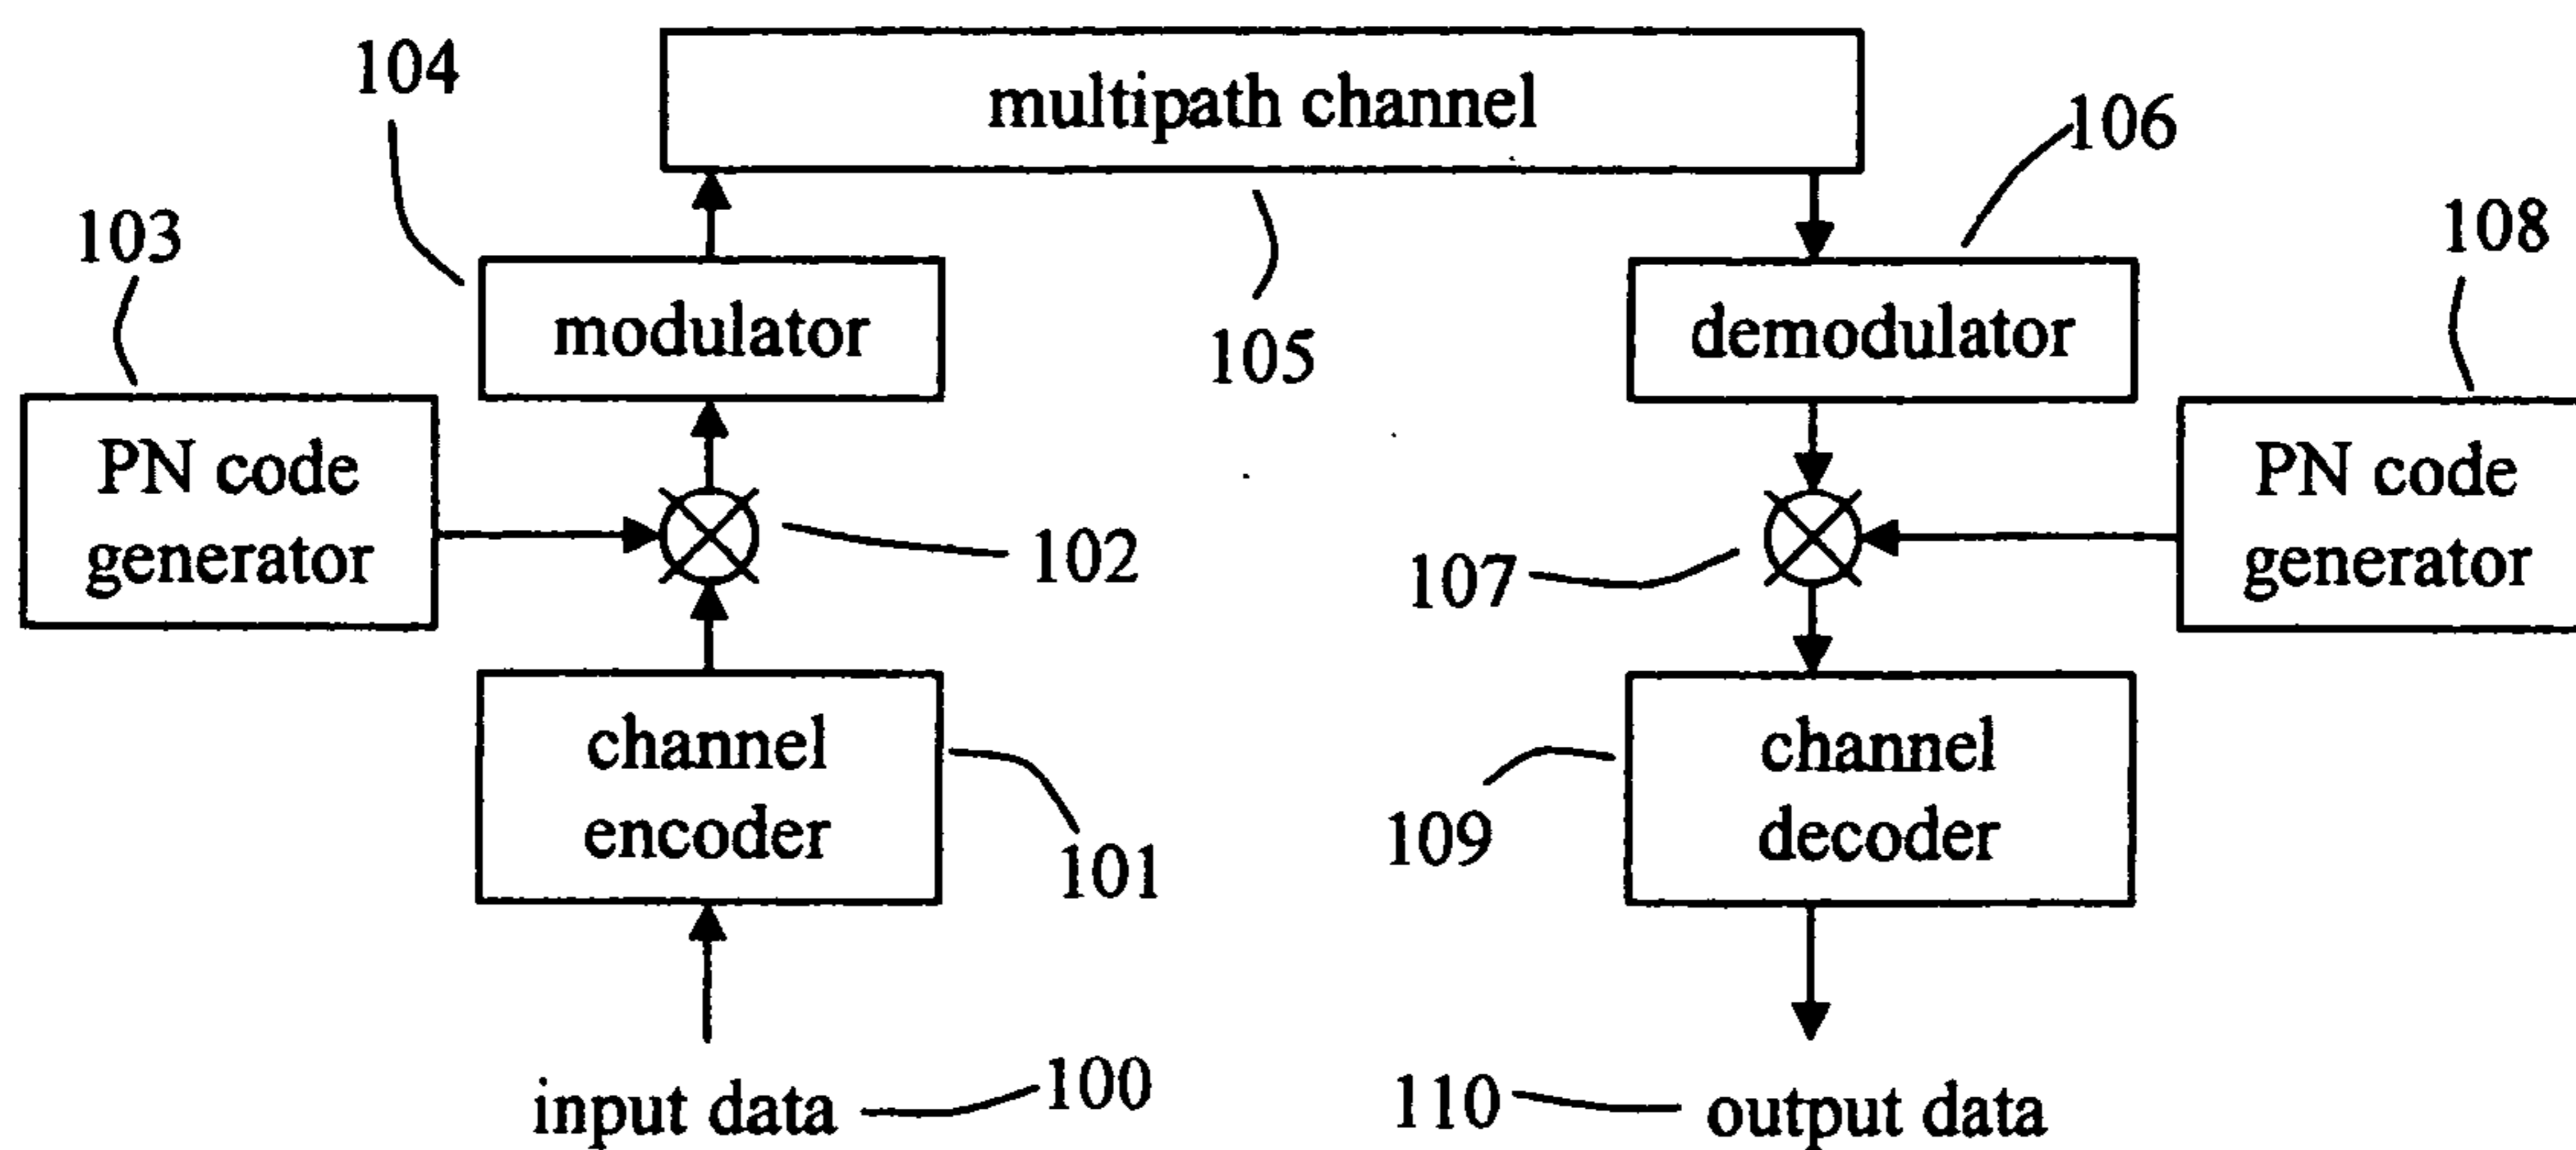 104
multipath channel
106
103
108
modulator
105
demodulator
PN code
generator
102
107
PN code
generator
channel
encoder
101
109
channel
decoder
input data
100
110
output data